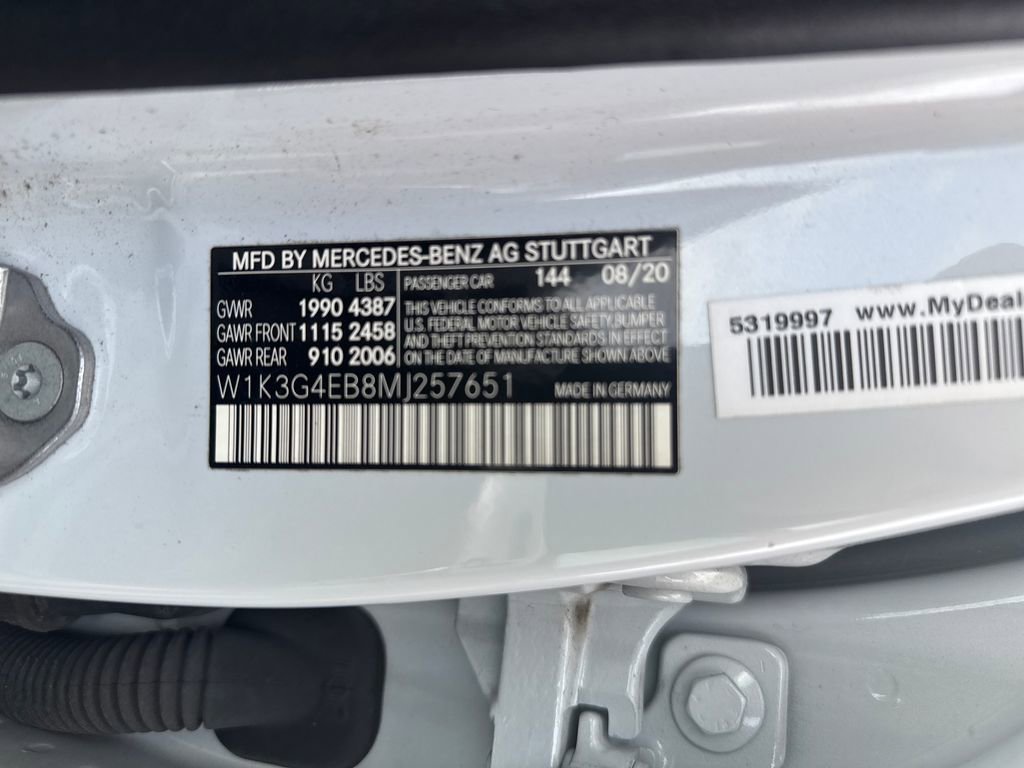 MFD BY MERCEDES-BENZ AG STUTTGART
KG LBS
GVWR 1990 4387
GAWR FRONT 1115 2458
GAWR REAR 910 2006
PASSENGER CAR 144 08/20
THIS VEHICLE CONFORMS TO ALL APPLICABLE
U.S. FEDERAL MOTOR VEHICLE SAFETY, BUMPER
AND THEFT PREVENTION STANDARDS IN EFFECT
ON THE DATE OF MANUFACTURE SHOWN ABOVE
W1K3G4EB8MJ257651 MADE IN GERMANY
5319997 www.MyDeal